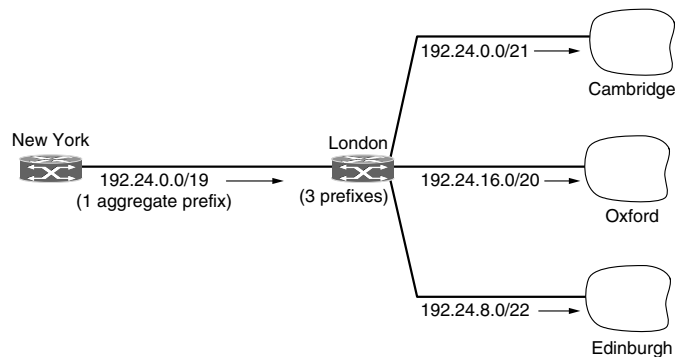 192.24.0.0/21
Cambridge
New York
192.24.0.0/19
(1 aggregate prefix)
London
(3 prefixes)
192.24.16.0/20
Oxford
192.24.8.0/22
Edinburgh